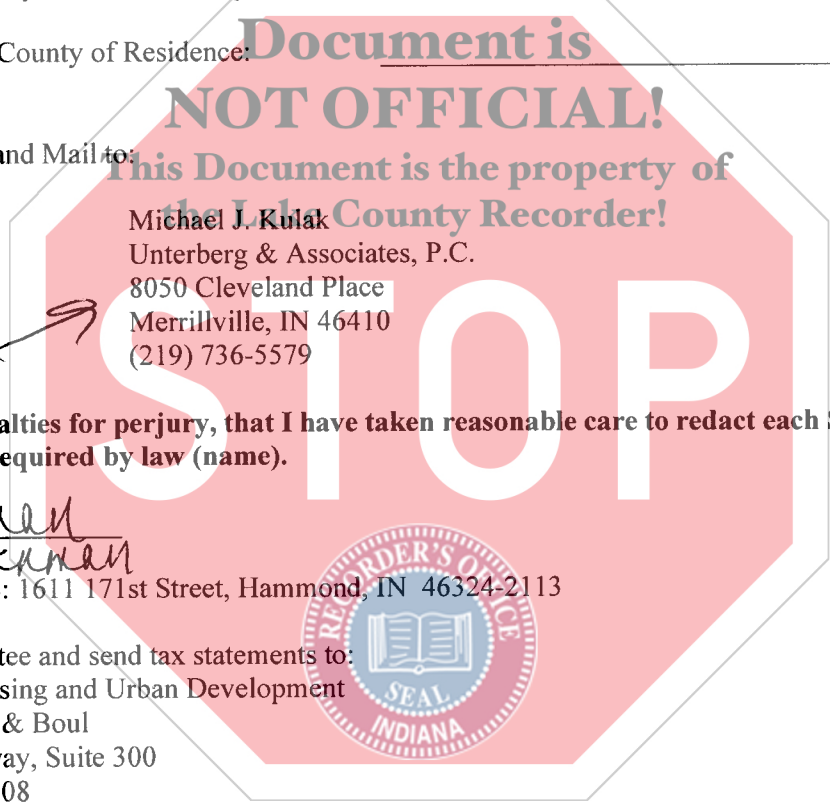 County of Residence:
Document is
NOT OFFICIAL!
and Mail to:
This Document is the property of
the Lake County Recorder!
Michael J. Kulak
Unterberg & Associates, P.C.
8050 Cleveland Place
Merrillville, IN 46410
(219) 736-5579
STOP
alties for perjury, that I have taken reasonable care to redact each S
equired by law (name).
: 1611 171st Street, Hammond, IN 46324-2113
RECORDER'S OFFICE
SEAL
INDIANA
tee and send tax statements to:
sing and Urban Development
& Boul
ay, Suite 300
08